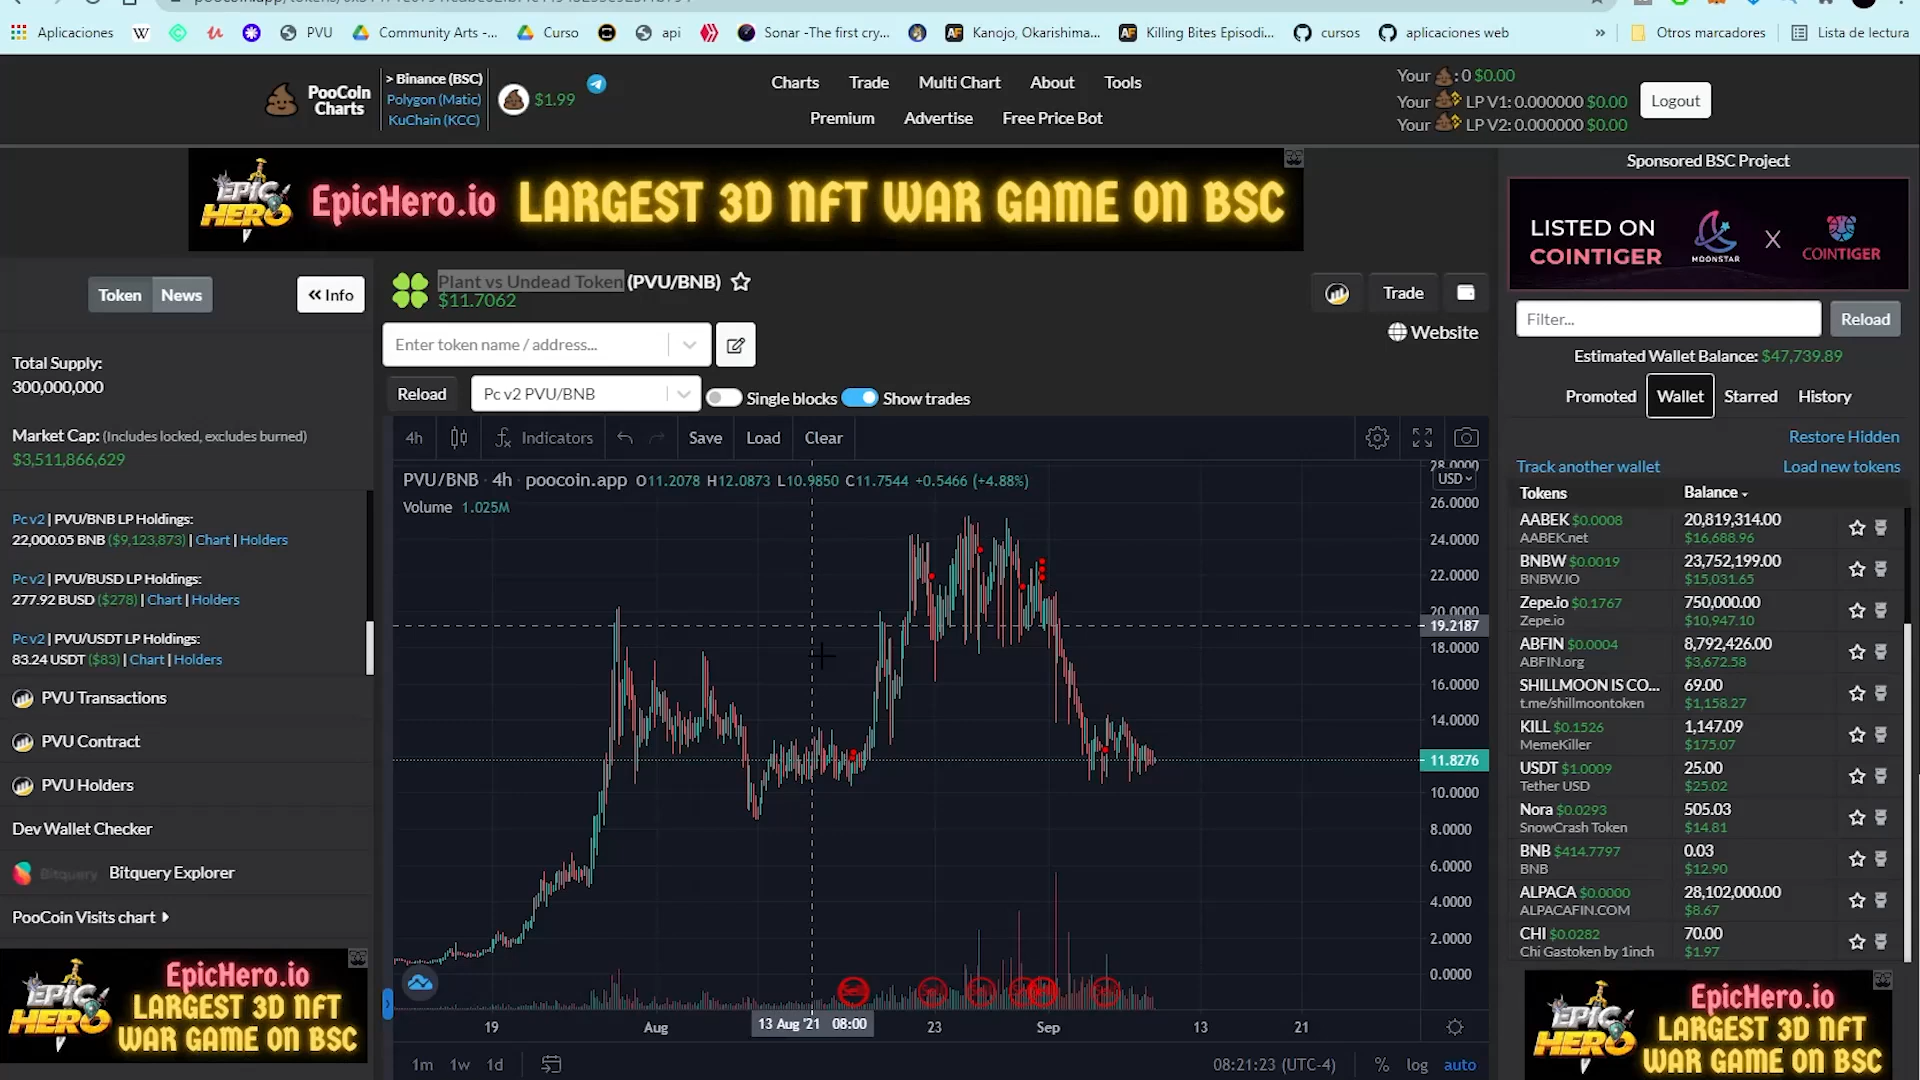 Aplicaciones
PVU
Community Arts -...
Curso
api
Sonar -The first cry...
Kanojo, Okarishima...
Killing Bites Episodi...
cursos
aplicaciones web
»
Otros marcadores
Lista de lectura
PooCoin
Charts
> Binance (BSC)
Polygon (Matic)
KuChain (KCC)
$1.99
Charts Trade Multi Chart About Tools
Premium Advertise Free Price Bot
Your : 0 $0.00
Your LP V1: 0.000000 $0.00
Your LP V2: 0.000000 $0.00
Logout
EPIC HERO
EpicHero.io LARGEST 3D NFT WAR GAME ON BSC
Sponsored BSC Project
LISTED ON
COINTIGER
MOONSTAR
X
COINTIGER
Token News
« Info
Total Supply:
300,000,000
Market Cap: (Includes locked, excludes burned)
$3,511,866,629
Pc v2 | PVU/BNB LP Holdings:
22,000.05 BNB ($9,123,873) | Chart | Holders
Pc v2 | PVU/BUSD LP Holdings:
277.92 BUSD ($278) | Chart | Holders
Pc v2 | PVU/USDT LP Holdings:
83.24 USDT ($83) | Chart | Holders
PVU Transactions
PVU Contract
PVU Holders
Dev Wallet Checker
Bitquery Bitquery Explorer
PooCoin Visits chart
EPIC HERO
EpicHero.io
LARGEST 3D NFT
WAR GAME ON BSC
Plant vs Undead Token (PVU/BNB)
$11.7062
Trade
Website
Enter token name / address...
Reload
Pc v2 PVU/BNB
Single blocks
Show trades
4h
Indicators
Save
Load
Clear
PVU/BNB · 4h · poocoin.app O11.2078 H12.0873 L10.9850 C11.7544 +0.5466 (+4.88%)
Volume 1.025M
28.0000
USD
26.0000
24.0000
22.0000
20.0000
19.2187
18.0000
16.0000
14.0000
11.8276
10.0000
8.0000
6.0000
4.0000
2.0000
0.0000
19
Aug
13 Aug '21 08:00
23
Sep
13
21
1m 1w 1d
08:21:23 (UTC-4)
% log auto
Filter...
Reload
Estimated Wallet Balance: $47,739.89
Promoted Wallet Starred History
Restore Hidden
Track another wallet
Load new tokens
Tokens Balance
AABEK $0.0008 20,819,314.00
AABEK.net $16,688.96
BNBW $0.0019 23,752,199.00
BNBW.IO $15,031.65
Zepe.io $0.1767 750,000.00
Zepe.io $10,947.10
ABFIN $0.0004 8,792,426.00
ABFIN.org $3,672.58
SHILLMOON IS CO... 69.00
t.me/shillmoontoken $1,158.27
KILL $0.1526 1,147.09
MemeKiller $175.07
USDT $1.0009 25.00
Tether USD $25.02
Nora $0.0293 505.03
SnowCrash Token $14.81
BNB $414.7797 0.03
BNB $12.90
ALPACA $0.0000 28,102,000.00
ALPACAFIN.COM $8.67
CHI $0.0282 70.00
Chi Gastoken by 1inch $1.97
EPIC HERO
EpicHero.io
LARGEST 3D NFT
WAR GAME ON BSC